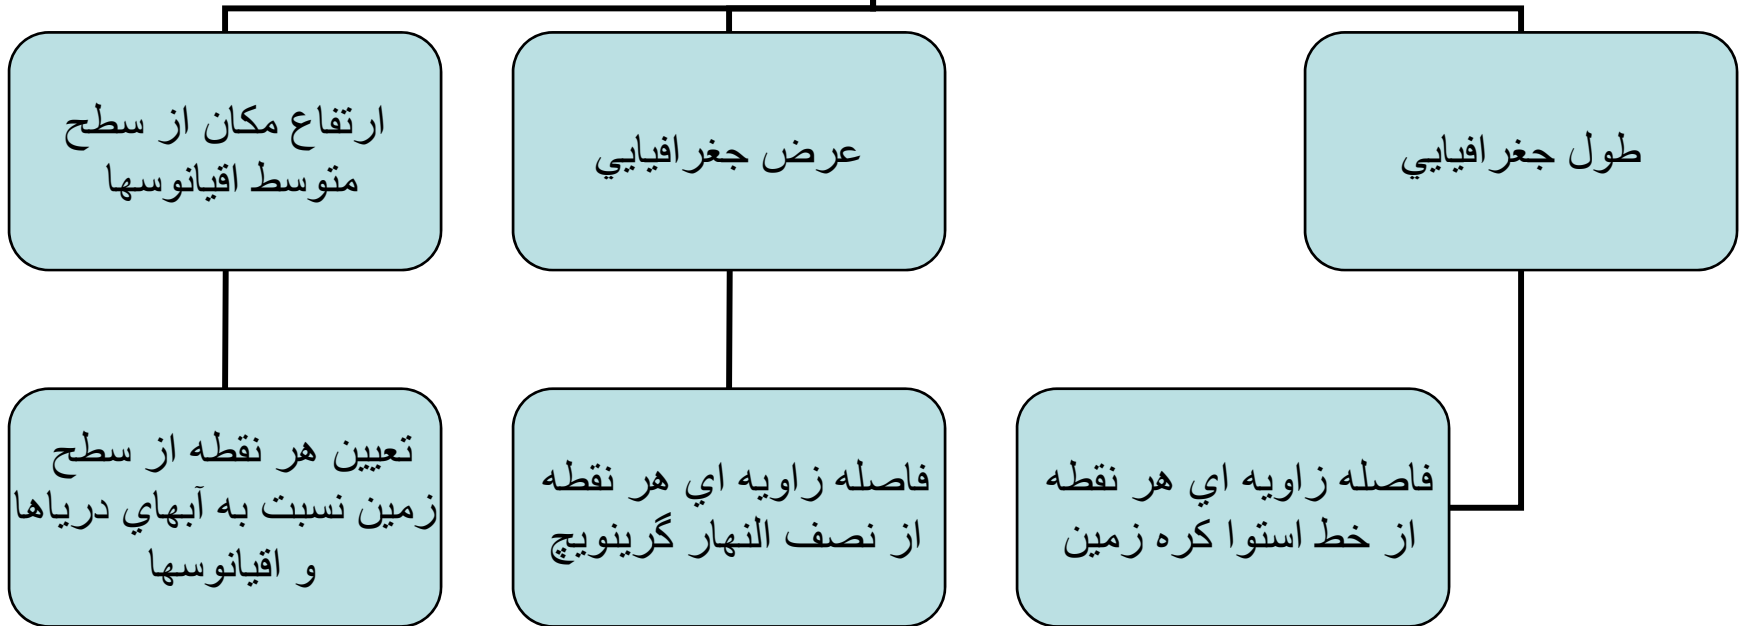 طول جغرافيايي
عرض جغرافيايي
ارتفاع مكان از سطح
متوسط اقيانوسها
فاصله زاويه اي هر نقطه
از خط استوا كره زمين
فاصله زاويه اي هر نقطه
از نصف النهار گرينويچ
تعيين هر نقطه از سطح
زمين نسبت به آبهاي درياها
و اقيانوسها